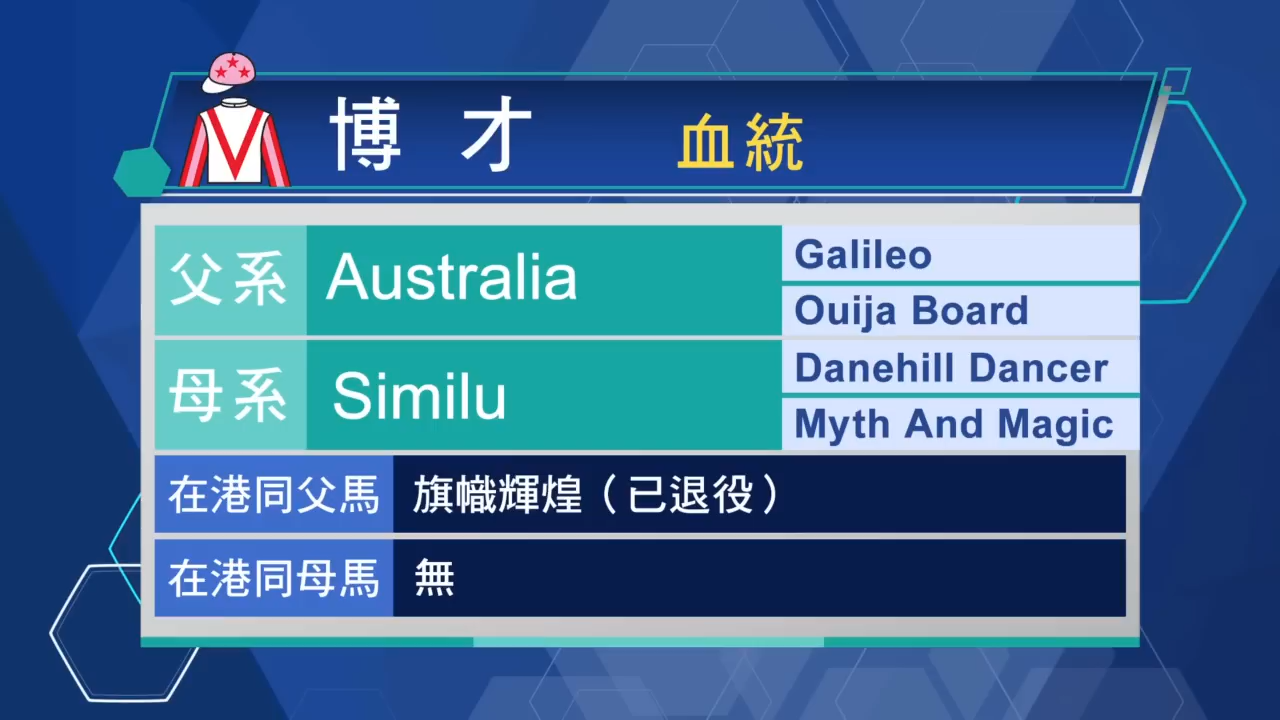 博才 血統
父系 Australia
Galileo
Ouija Board
母系 Similu
Danehill Dancer
Myth And Magic
在港同父馬 旗幟輝煌（已退役）
在港同母馬 無